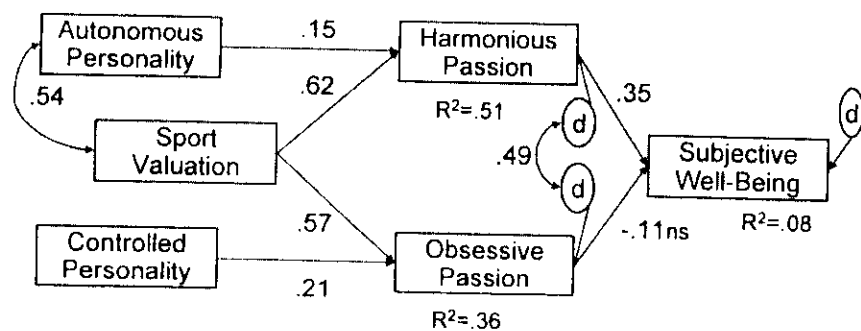 Autonomous
Personality
.15
Harmonious
Passion
.62
R²=.51
.35
.54
d
d
Sport
Valuation
.49
d
Subjective
Well-Being
R²=.08
.57
-.11ns
Controlled
Personality
.21
Obsessive
Passion
R²=.36